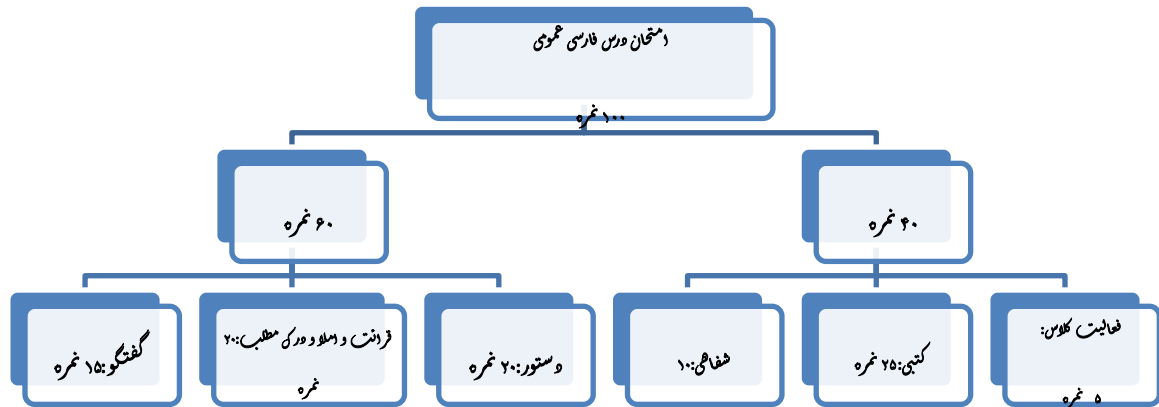 امتحان درس فارسی عمومی
۱۰۰ نمره
۴۰ نمره
۶۰ نمره
فعالیت کلاس:
۵ نمره
کتبی:۲۵ نمره
شفاهی:۱۰
دستور:۲۰ نمره
قرائت و املا و درک مطلب:۲۰
نمره
گفتگو:۱۵ نمره